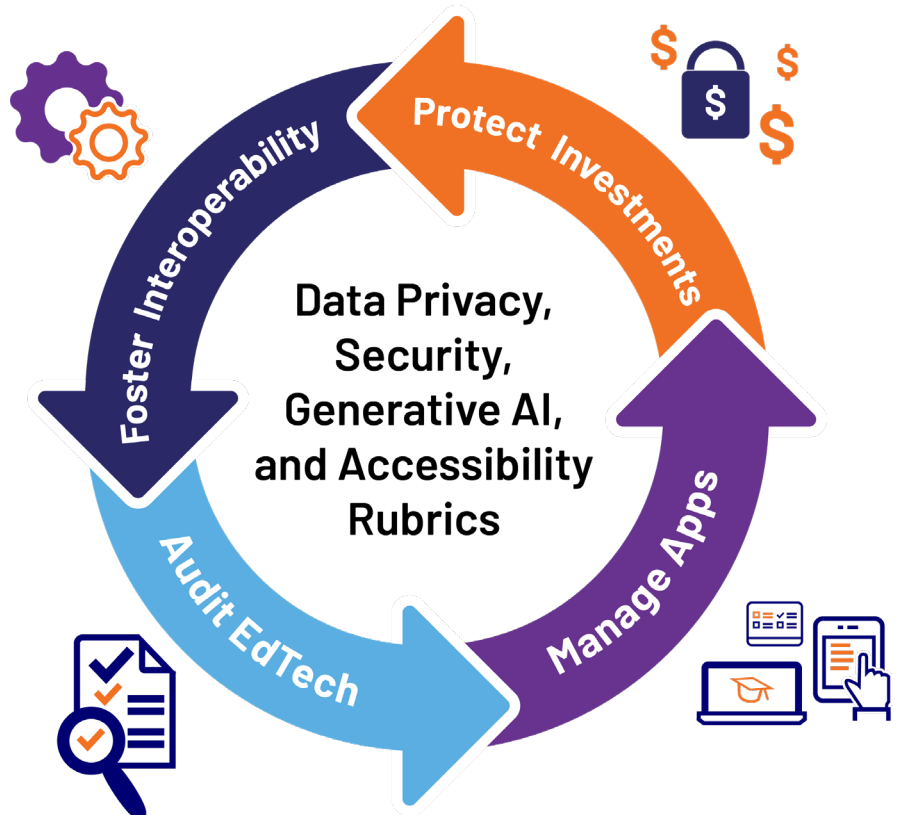 Protect Investments
Foster Interoperability
Data Privacy,
Security,
Generative AI,
and Accessibility
Rubrics
Audit EdTech
Manage Apps
$
$
$
$